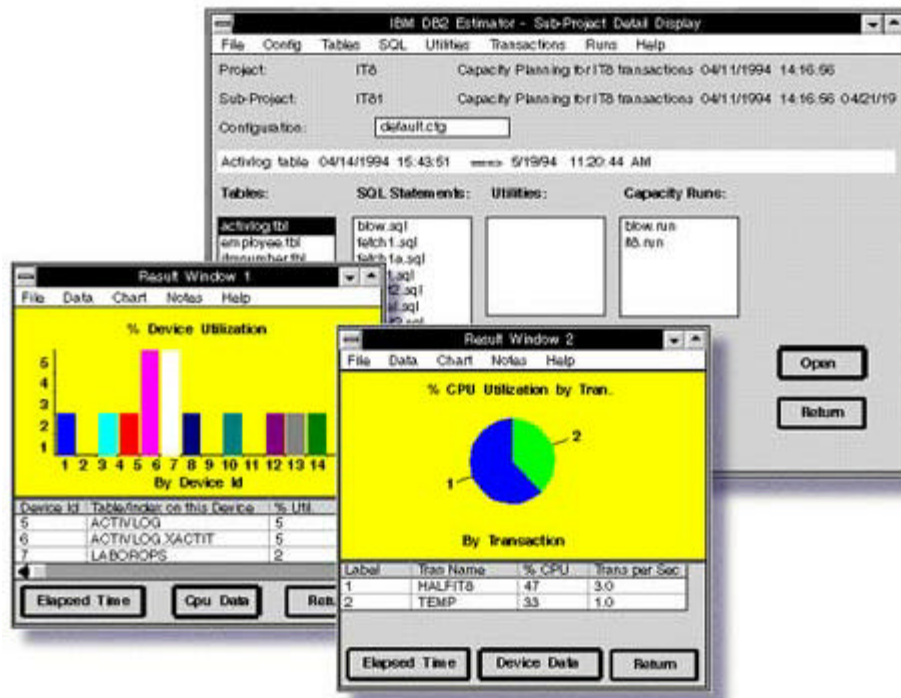 IBM DB2 Estimator - Sub-Project Detail Display
File Config Tables SQL Utilities Transactions Runs Help
Project: IT8 Capacity Planning for IT8 transactions 04/11/1994 14:16:56
Sub-Project: IT81 Capacity Planning for IT8 transactions 04/11/1994 14:16:56 04/21/19
Configuration: default.cfg
Activlog table 04/14/1994 15:43:51 ===> 5/19/94 11:20:44 AM
Tables: SQL Statements: Utilities: Capacity Runs:
activlog.tbl blow.sql blow.run
employee.tbl fetch1.sql it8.run
fetch1a.sql
Open
Return
Result Window 1
File Data Chart Notes Help
% Device Utilization
5
4
3
2
1
1 2 3 4 5 6 7 8 9 10 11 12 13 14
By Device Id
Device Id Table/Index on this Device % Util.
5 ACTIVLOG 5
6 ACTIVLOG.XACTIT 5
7 LABOROPS 2
Elapsed Time Cpu Data
Result Window 2
File Data Chart Notes Help
% CPU Utilization by Tran.
2
1
By Transaction
Label Tran Name % CPU Trans per Sec
1 HALFIT8 47 3.0
2 TEMP 33 1.0
Elapsed Time Device Data Return